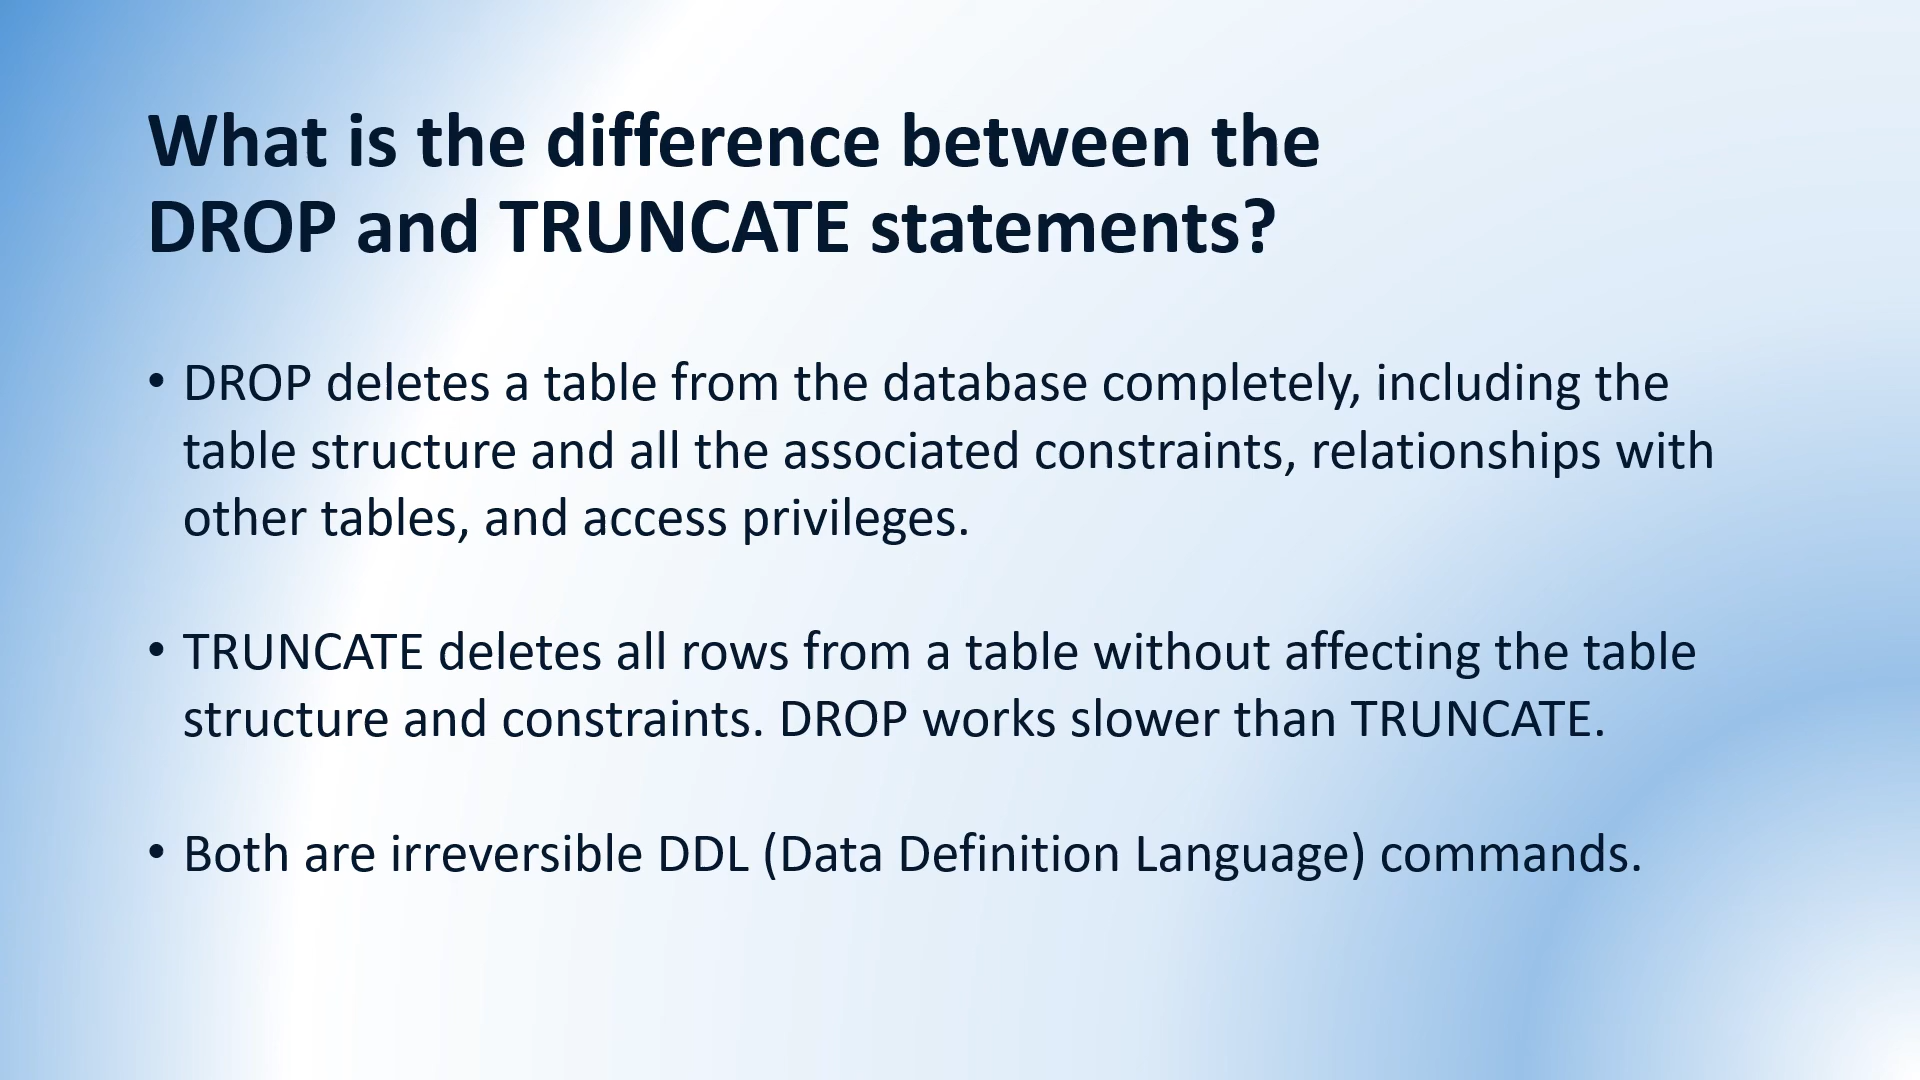 What is the difference between the
DROP and TRUNCATE statements?
• DROP deletes a table from the database completely, including the
table structure and all the associated constraints, relationships with
other tables, and access privileges.
• TRUNCATE deletes all rows from a table without affecting the table
structure and constraints. DROP works slower than TRUNCATE.
• Both are irreversible DDL (Data Definition Language) commands.